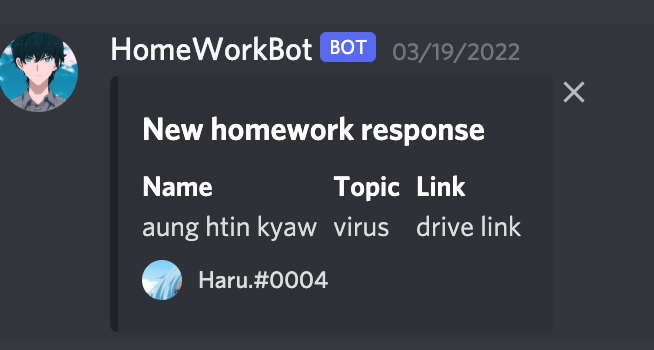 HomeWorkBot BOT 03/19/2022
New homework response
Name Topic Link
aung htin kyaw virus drive link
Haru.#0004